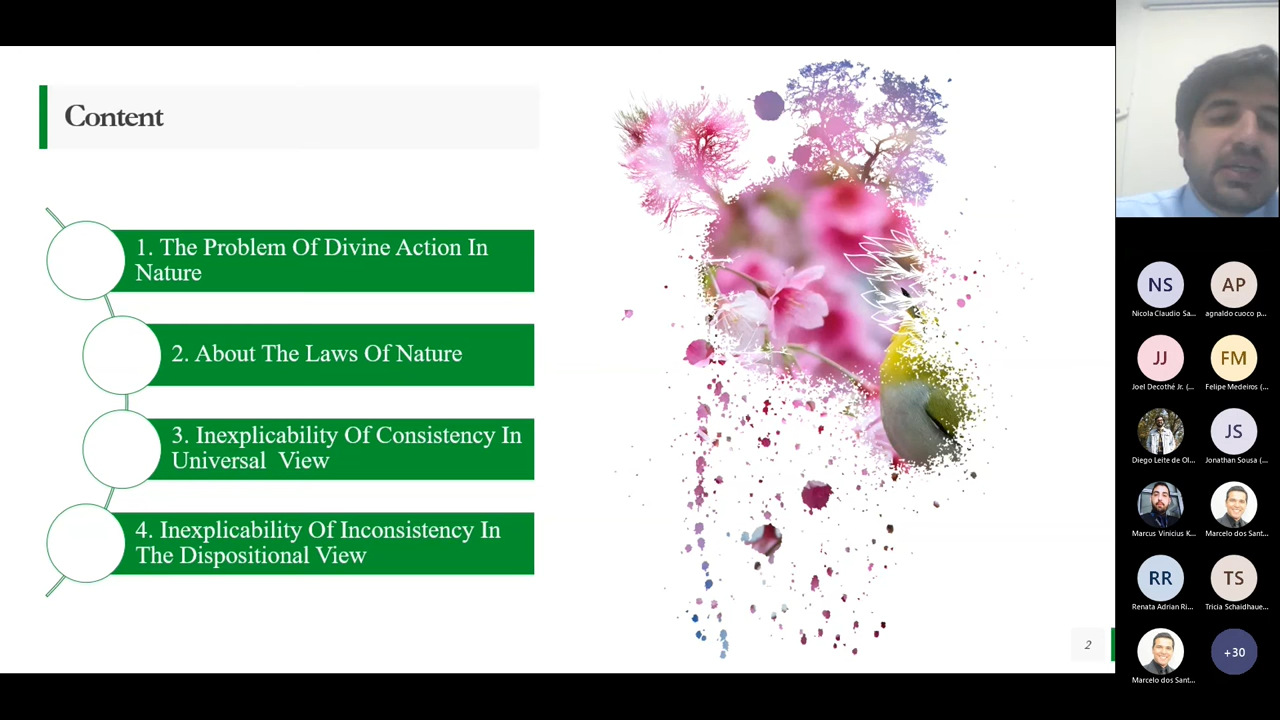 Content
1. The Problem Of Divine Action In
Nature
2. About The Laws Of Nature
3. Inexplicability Of Consistency In
Universal View
4. Inexplicability Of Inconsistency In
The Dispositional View
2
NS
AP
Nicola Claudio Sa...
agnaldo cuoco p...
JJ
FM
Joel Decothé Jr. (...
Felipe Medeiros (...
JS
Diego Leite de Ol...
Jonathan Sousa (...
Marcus Vinicius K...
Marcelo dos Sant...
RR
TS
Renata Adrian Ri...
Tricia Schaidhaue...
+30
Marcelo dos Sant...